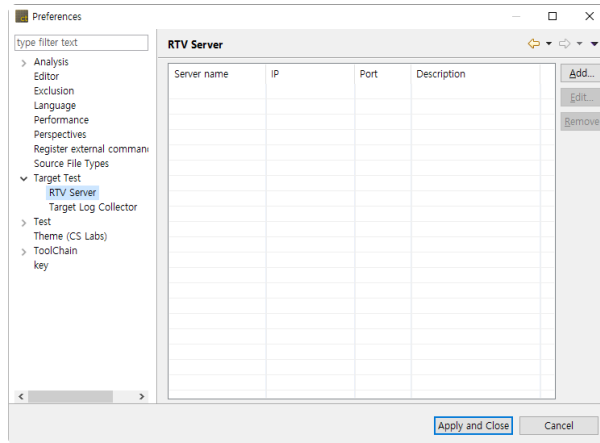 Preferences
type filter text
RTV Server
Analysis
Editor
Exclusion
Language
Performance
Perspectives
Register external comman
Source File Types
Target Test
RTV Server
Target Log Collector
Test
Theme (CS Labs)
ToolChain
key
Server name IP Port Description
Add...
Edit...
Remove
Apply and Close Cancel